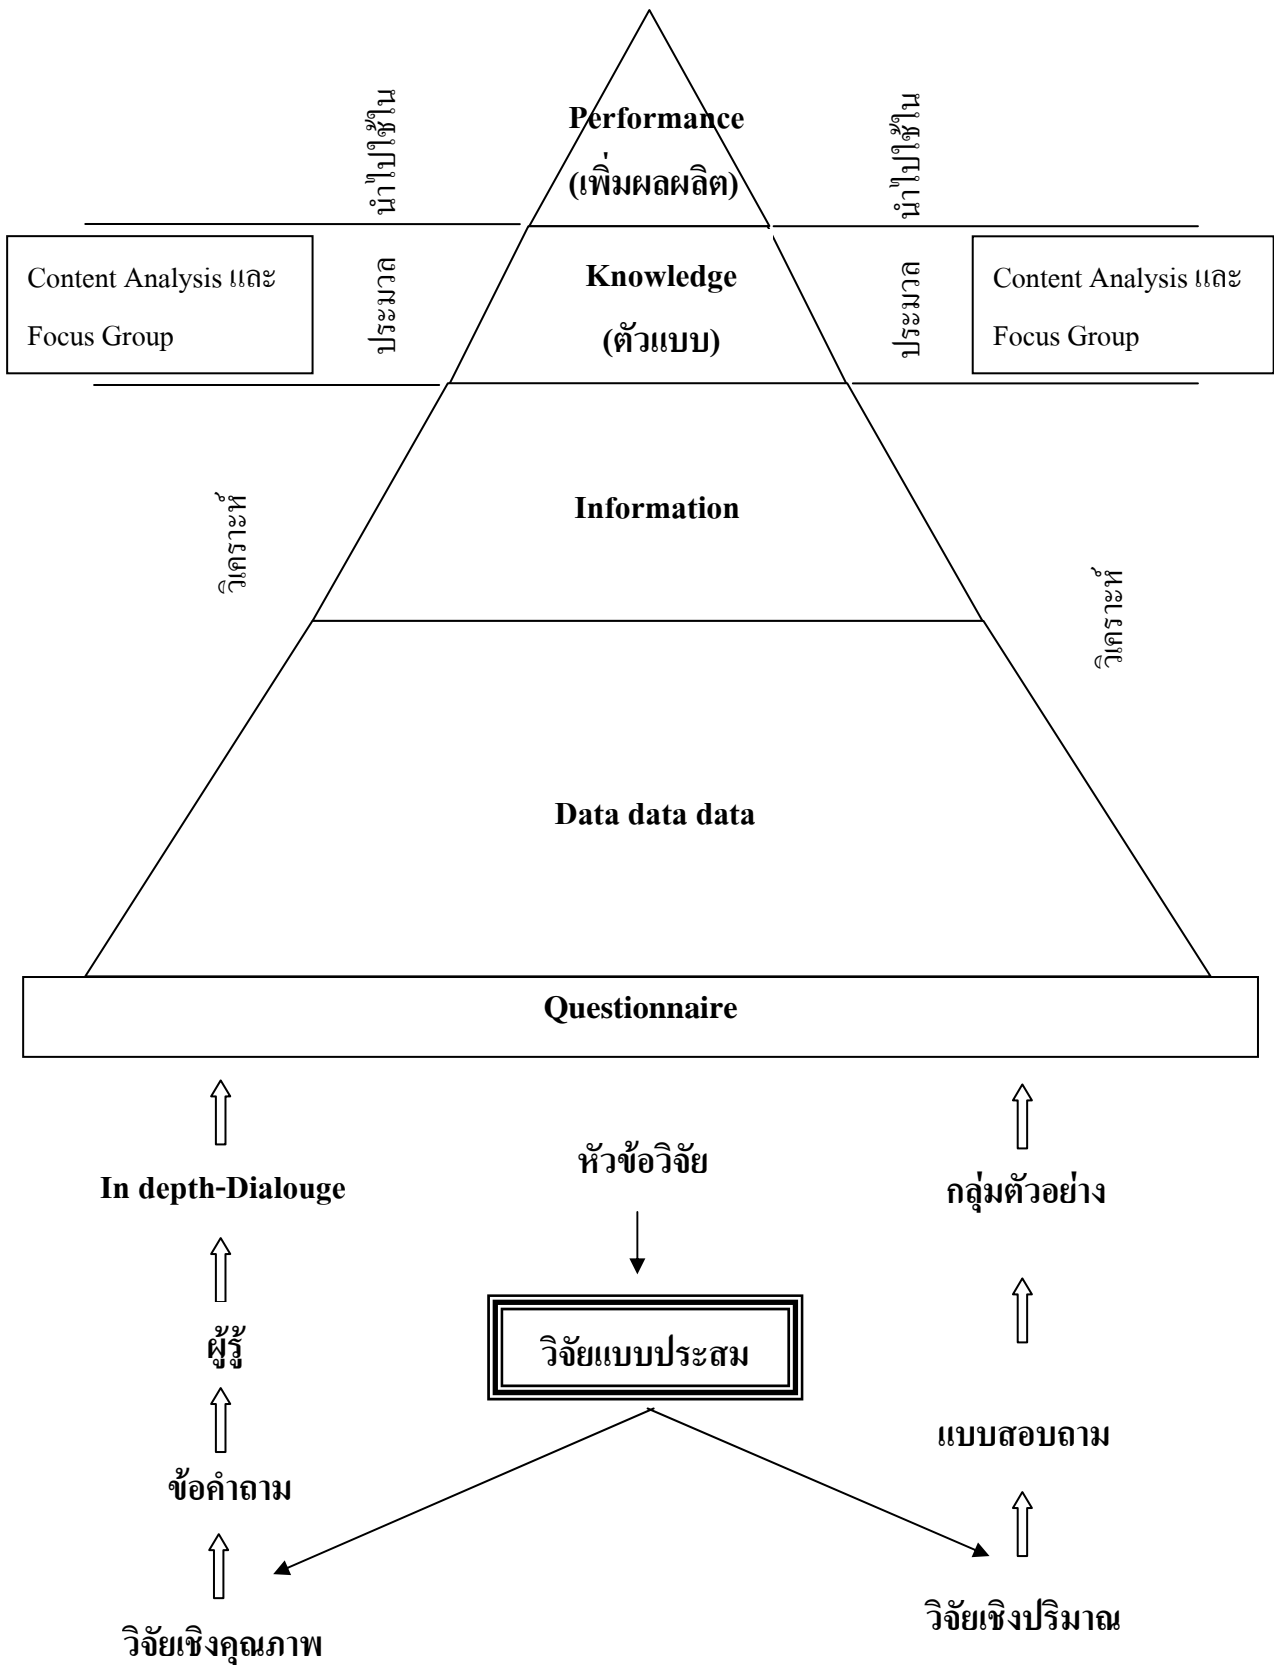 นำไปใช้ใน
Performance
(เพิ่มผลผลิต)
นำไปใช้ใน
Content Analysis และ
Focus Group
ประมวล
Knowledge
(ตัวแบบ)
ประมวล
Content Analysis และ
Focus Group
วิเคราะห์
Information
วิเคราะห์
Data data data
Questionnaire
In depth-Dialouge
หัวข้อวิจัย
กลุ่มตัวอย่าง
ผู้รู้
วิจัยแบบประสม
แบบสอบถาม
ข้อคำถาม
วิจัยเชิงคุณภาพ
วิจัยเชิงปริมาณ